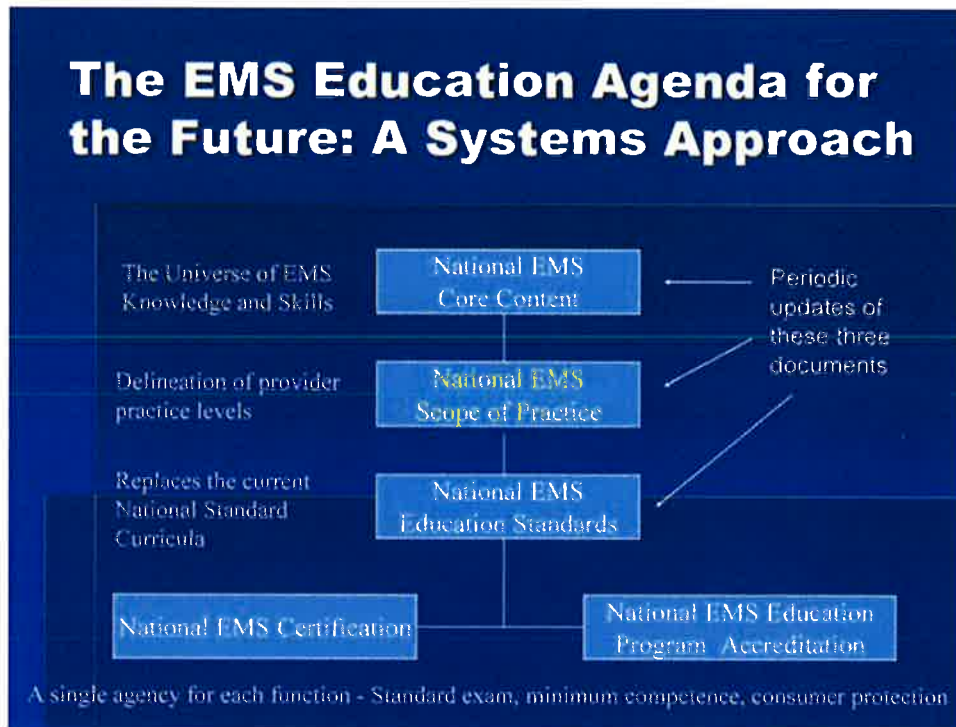 The EMS Education Agenda for
the Future: A Systems Approach
The Universe of EMS
Knowledge and Skills
National EMS
Core Content
Periodic
updates of
these three
documents
Delineation of provider
practice levels
National EMS
Scope of Practice
Replaces the current
National Standard
Curricula
National EMS
Education Standards
National EMS Certification
National EMS Education
Program Accreditation
A single agency for each function - Standard exam, minimum competence, consumer protection